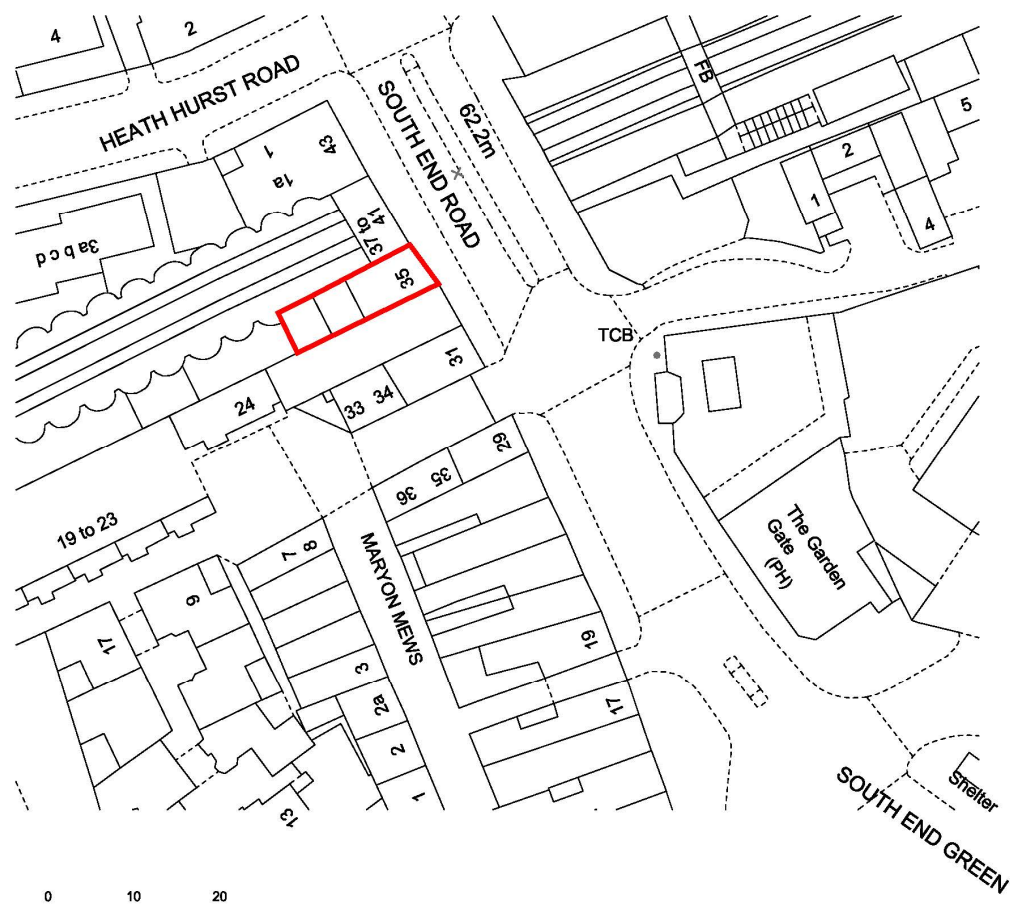 4
2
HEATH HURST ROAD
SOUTH END ROAD
62.2m
FB
5
2
1
4
43
1
1a
37 to
41
3a b c d
35
TCB
31
33 34
24
29
35
36
19 to 23
8
7
MARYON MEWS
The Garden
Gate
(PH)
9
17
19
3
2a
17
2
1
13
Shelter
SOUTH END GREEN
0 10 20